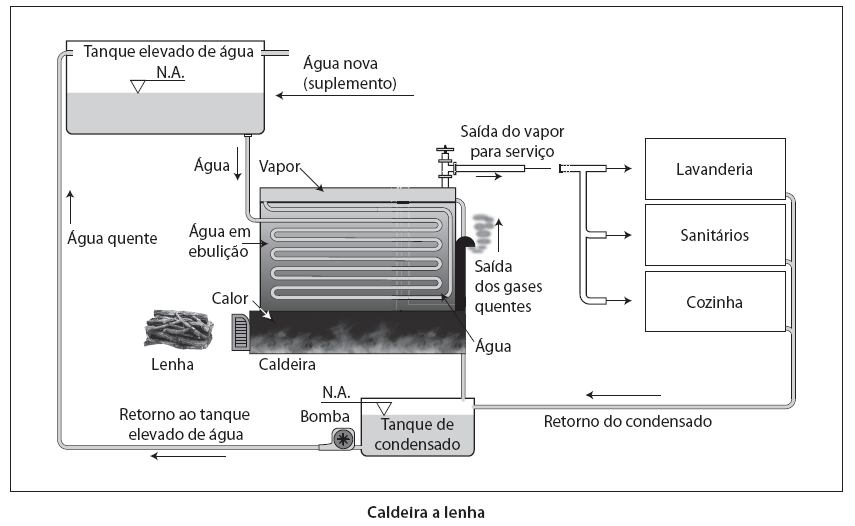 Tanque elevado de água
N.A.
Água nova
(suplemento)
Saída do vapor
para serviço
Água
Vapor
Lavanderia
Água quente
Água em
ebulição
Sanitários
Saída
dos gases
quentes
Calor
Cozinha
Água
Lenha
Caldeira
N.A.
Retorno ao tanque
elevado de água
Bomba
Tanque de
condensado
Retorno do condensado
Caldeira a lenha